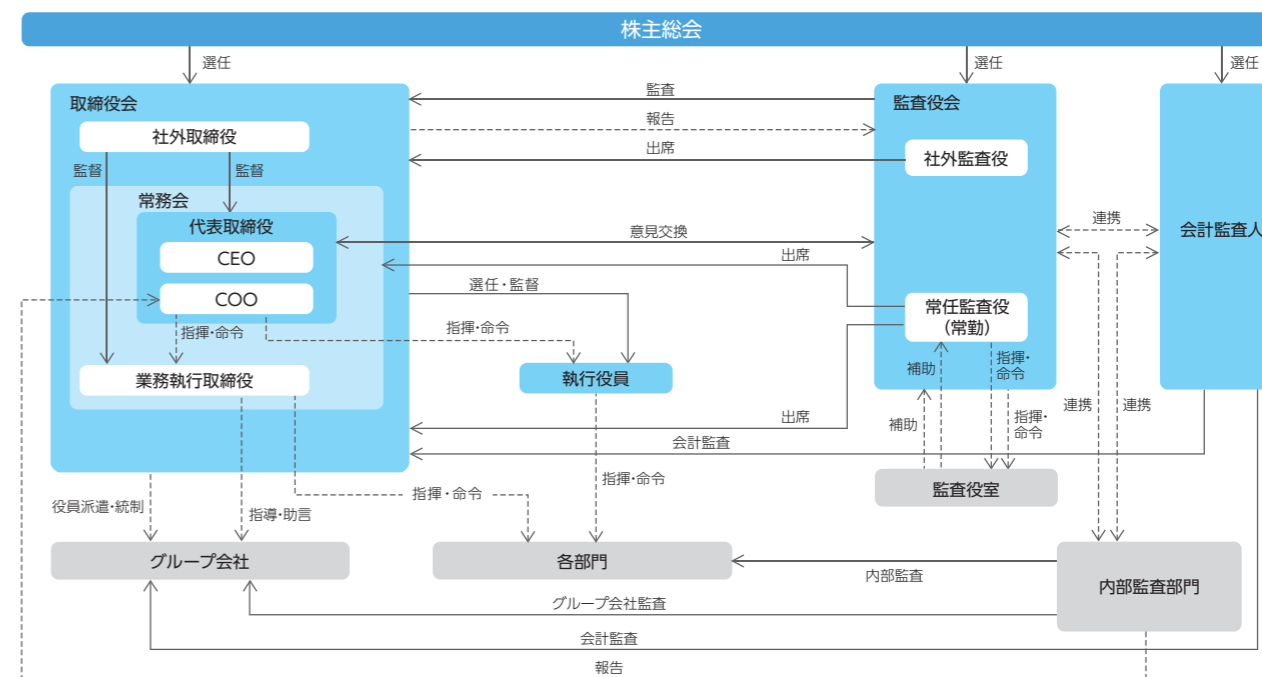 株主総会
選任
選任
選任
取締役会
社外取締役
監督
監督
常務会
代表取締役
CEO
COO
指揮・命令
業務執行取締役
監査
報告
出席
意見交換
出席
選任・監督
指揮・命令
執行役員
出席
会計監査
監査役会
社外監査役
常任監査役
(常勤)
補助
指揮・
命令
補助
指揮・
命令
監査役室
連携
会計監査人
連携
連携
役員派遣・統制
指導・助言
指揮・命令
指揮・命令
グループ会社
各部門
内部監査
内部監査部門
グループ会社監査
会計監査
報告